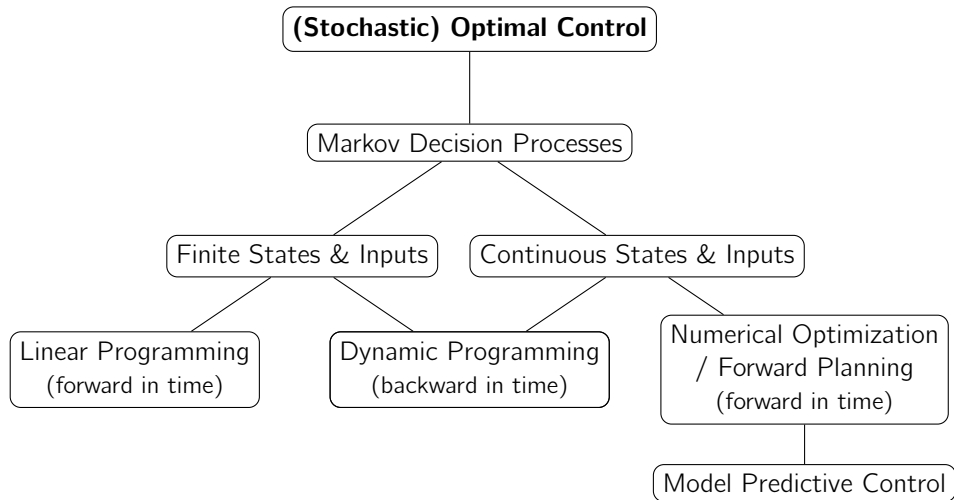 (Stochastic) Optimal Control
Markov Decision Processes
Finite States & Inputs
Continuous States & Inputs
Linear Programming
(forward in time)
Dynamic Programming
(backward in time)
Numerical Optimization
/ Forward Planning
(forward in time)
Model Predictive Control